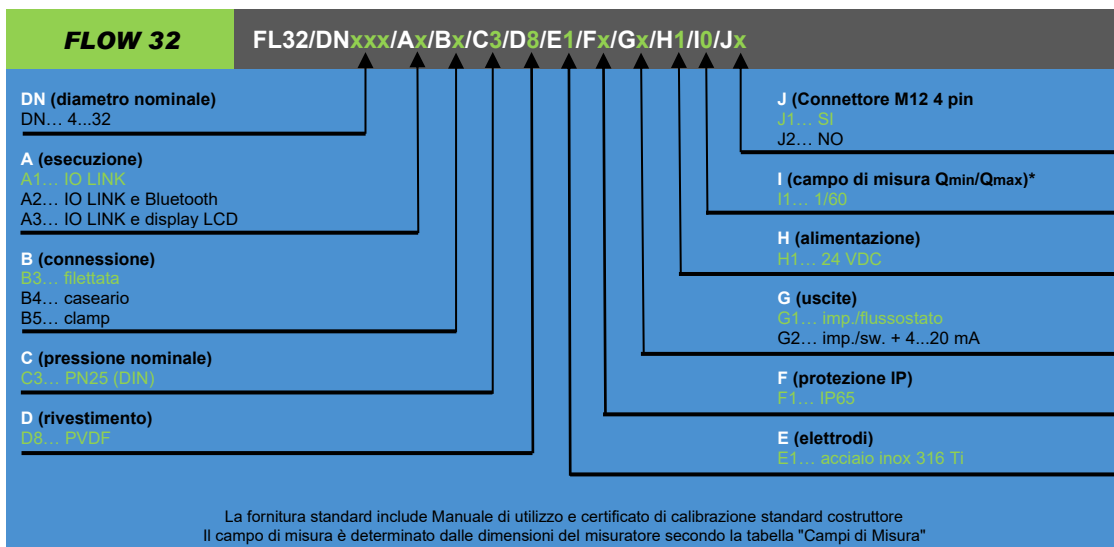 FLOW 32
FL32/DNxxx/Ax/Bx/C3/D8/E1/Fx/Gx/H1/I0/Jx
DN (diametro nominale)
DN… 4...32
A (esecuzione)
A1… IO LINK
A2… IO LINK e Bluetooth
A3… IO LINK e display LCD
B (connessione)
B3… filettata
B4… caseario
B5… clamp
C (pressione nominale)
C3… PN25 (DIN)
D (rivestimento)
D8… PVDF
J (Connettore M12 4 pin
J1… SI
J2… NO
I (campo di misura Qmin/Qmax)*
I1… 1/60
H (alimentazione)
H1… 24 VDC
G (uscite)
G1… imp./flussostato
G2… imp./sw. + 4...20 mA
F (protezione IP)
F1… IP65
E (elettrodi)
E1… acciaio inox 316 Ti
La fornitura standard include Manuale di utilizzo e certificato di calibrazione standard costruttore
Il campo di misura è determinato dalle dimensioni del misuratore secondo la tabella "Campi di Misura"